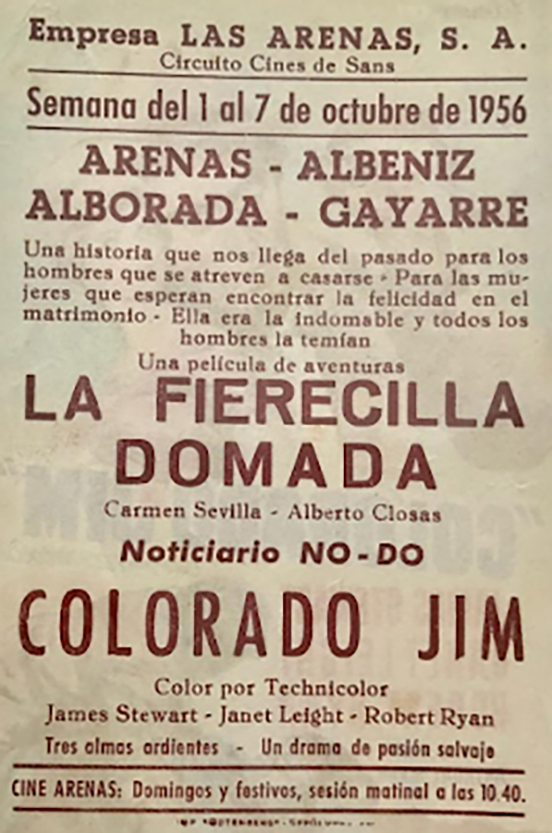 Empresa LAS ARENAS, S. A.
Circuito Cines de Sans
Semana del 1 al 7 de octubre de 1956
ARENAS - ALBENIZ
ALBORADA - GAYARRE
Una historia que nos llega del pasado para los
hombres que se atreven a casarse - Para las mu-
jeres que esperan encontrar la felicidad en el
matrimonio - Ella era la indomable y todos los
hombres la temían
Una película de aventuras
LA FIERECILLA
DOMADA
Carmen Sevilla - Alberto Closas
Noticiario NO-DO
COLORADO JIM
Color por Technicolor
James Stewart - Janet Leight - Robert Ryan
Tres almas ardientes - Un drama de pasión salvaje
CINE ARENAS: Domingos y festivos, sesión matinal a las 10.40.